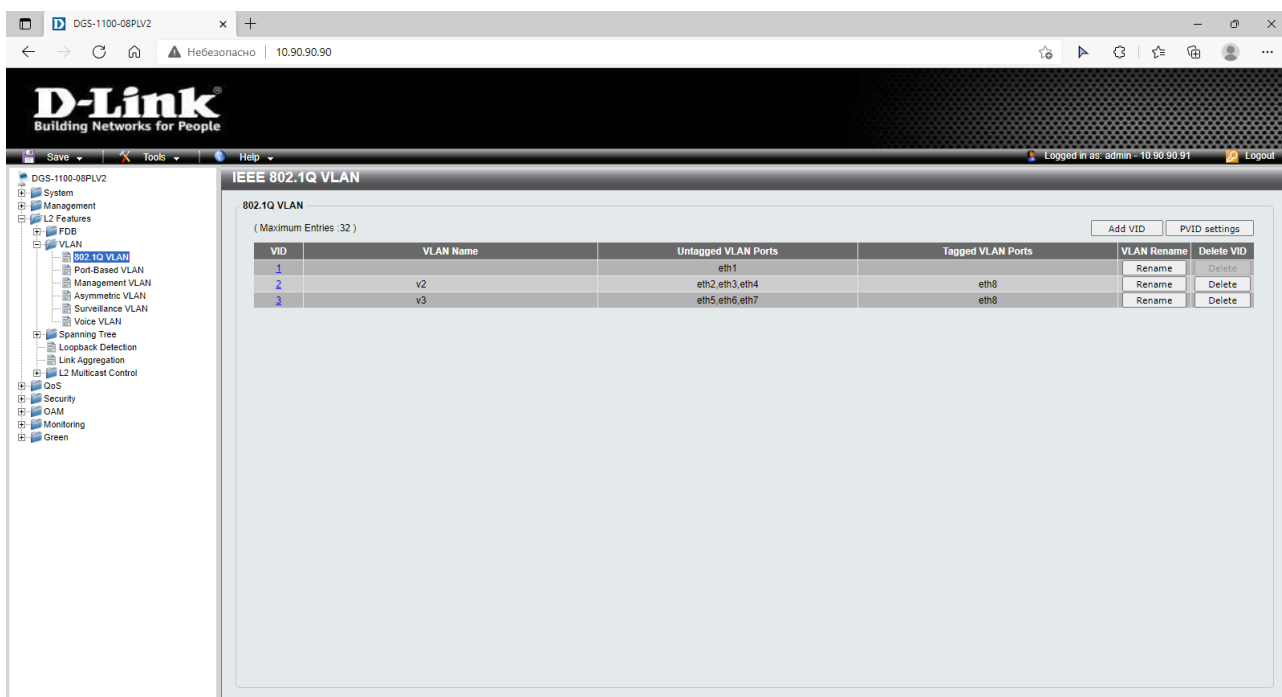 DGS-1100-08PLV2
Небезопасно | 10.90.90.90
D-Link®
Building Networks for People
Save Tools Help Logged in as: admin - 10.90.90.91 Logout
DGS-1100-08PLV2
System
Management
L2 Features
FDB
VLAN
802.1Q VLAN
Port-Based VLAN
Management VLAN
Asymmetric VLAN
Surveillance VLAN
Voice VLAN
Spanning Tree
Loopback Detection
Link Aggregation
L2 Multicast Control
QoS
Security
OAM
Monitoring
Green
IEEE 802.1Q VLAN
802.1Q VLAN
( Maximum Entries :32 ) Add VID PVID settings
VID VLAN Name Untagged VLAN Ports Tagged VLAN Ports VLAN Rename Delete VID
1 eth1 Rename Delete
2 v2 eth2,eth3,eth4 eth8 Rename Delete
3 v3 eth5,eth6,eth7 eth8 Rename Delete